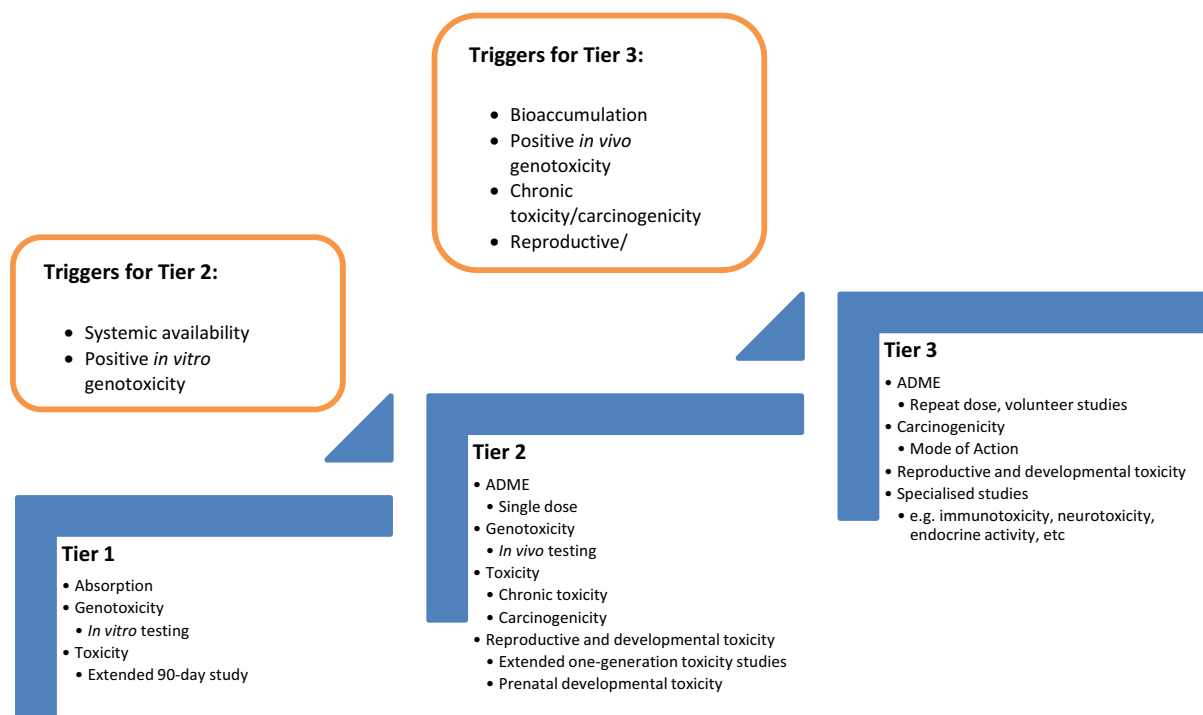 Triggers for Tier 3:
• Bioaccumulation
• Positive in vivo
genotoxicity
• Chronic
toxicity/carcinogenicity
• Reproductive/
Triggers for Tier 2:
• Systemic availability
• Positive in vitro
genotoxicity
Tier 1
• Absorption
• Genotoxicity
• In vitro testing
• Toxicity
• Extended 90-day study
Tier 2
• ADME
• Single dose
• Genotoxicity
• In vivo testing
• Toxicity
• Chronic toxicity
• Carcinogenicity
• Reproductive and developmental toxicity
• Extended one-generation toxicity studies
• Prenatal developmental toxicity
Tier 3
• ADME
• Repeat dose, volunteer studies
• Carcinogenicity
• Mode of Action
• Reproductive and developmental toxicity
• Specialised studies
• e.g. immunotoxicity, neurotoxicity,
endocrine activity, etc